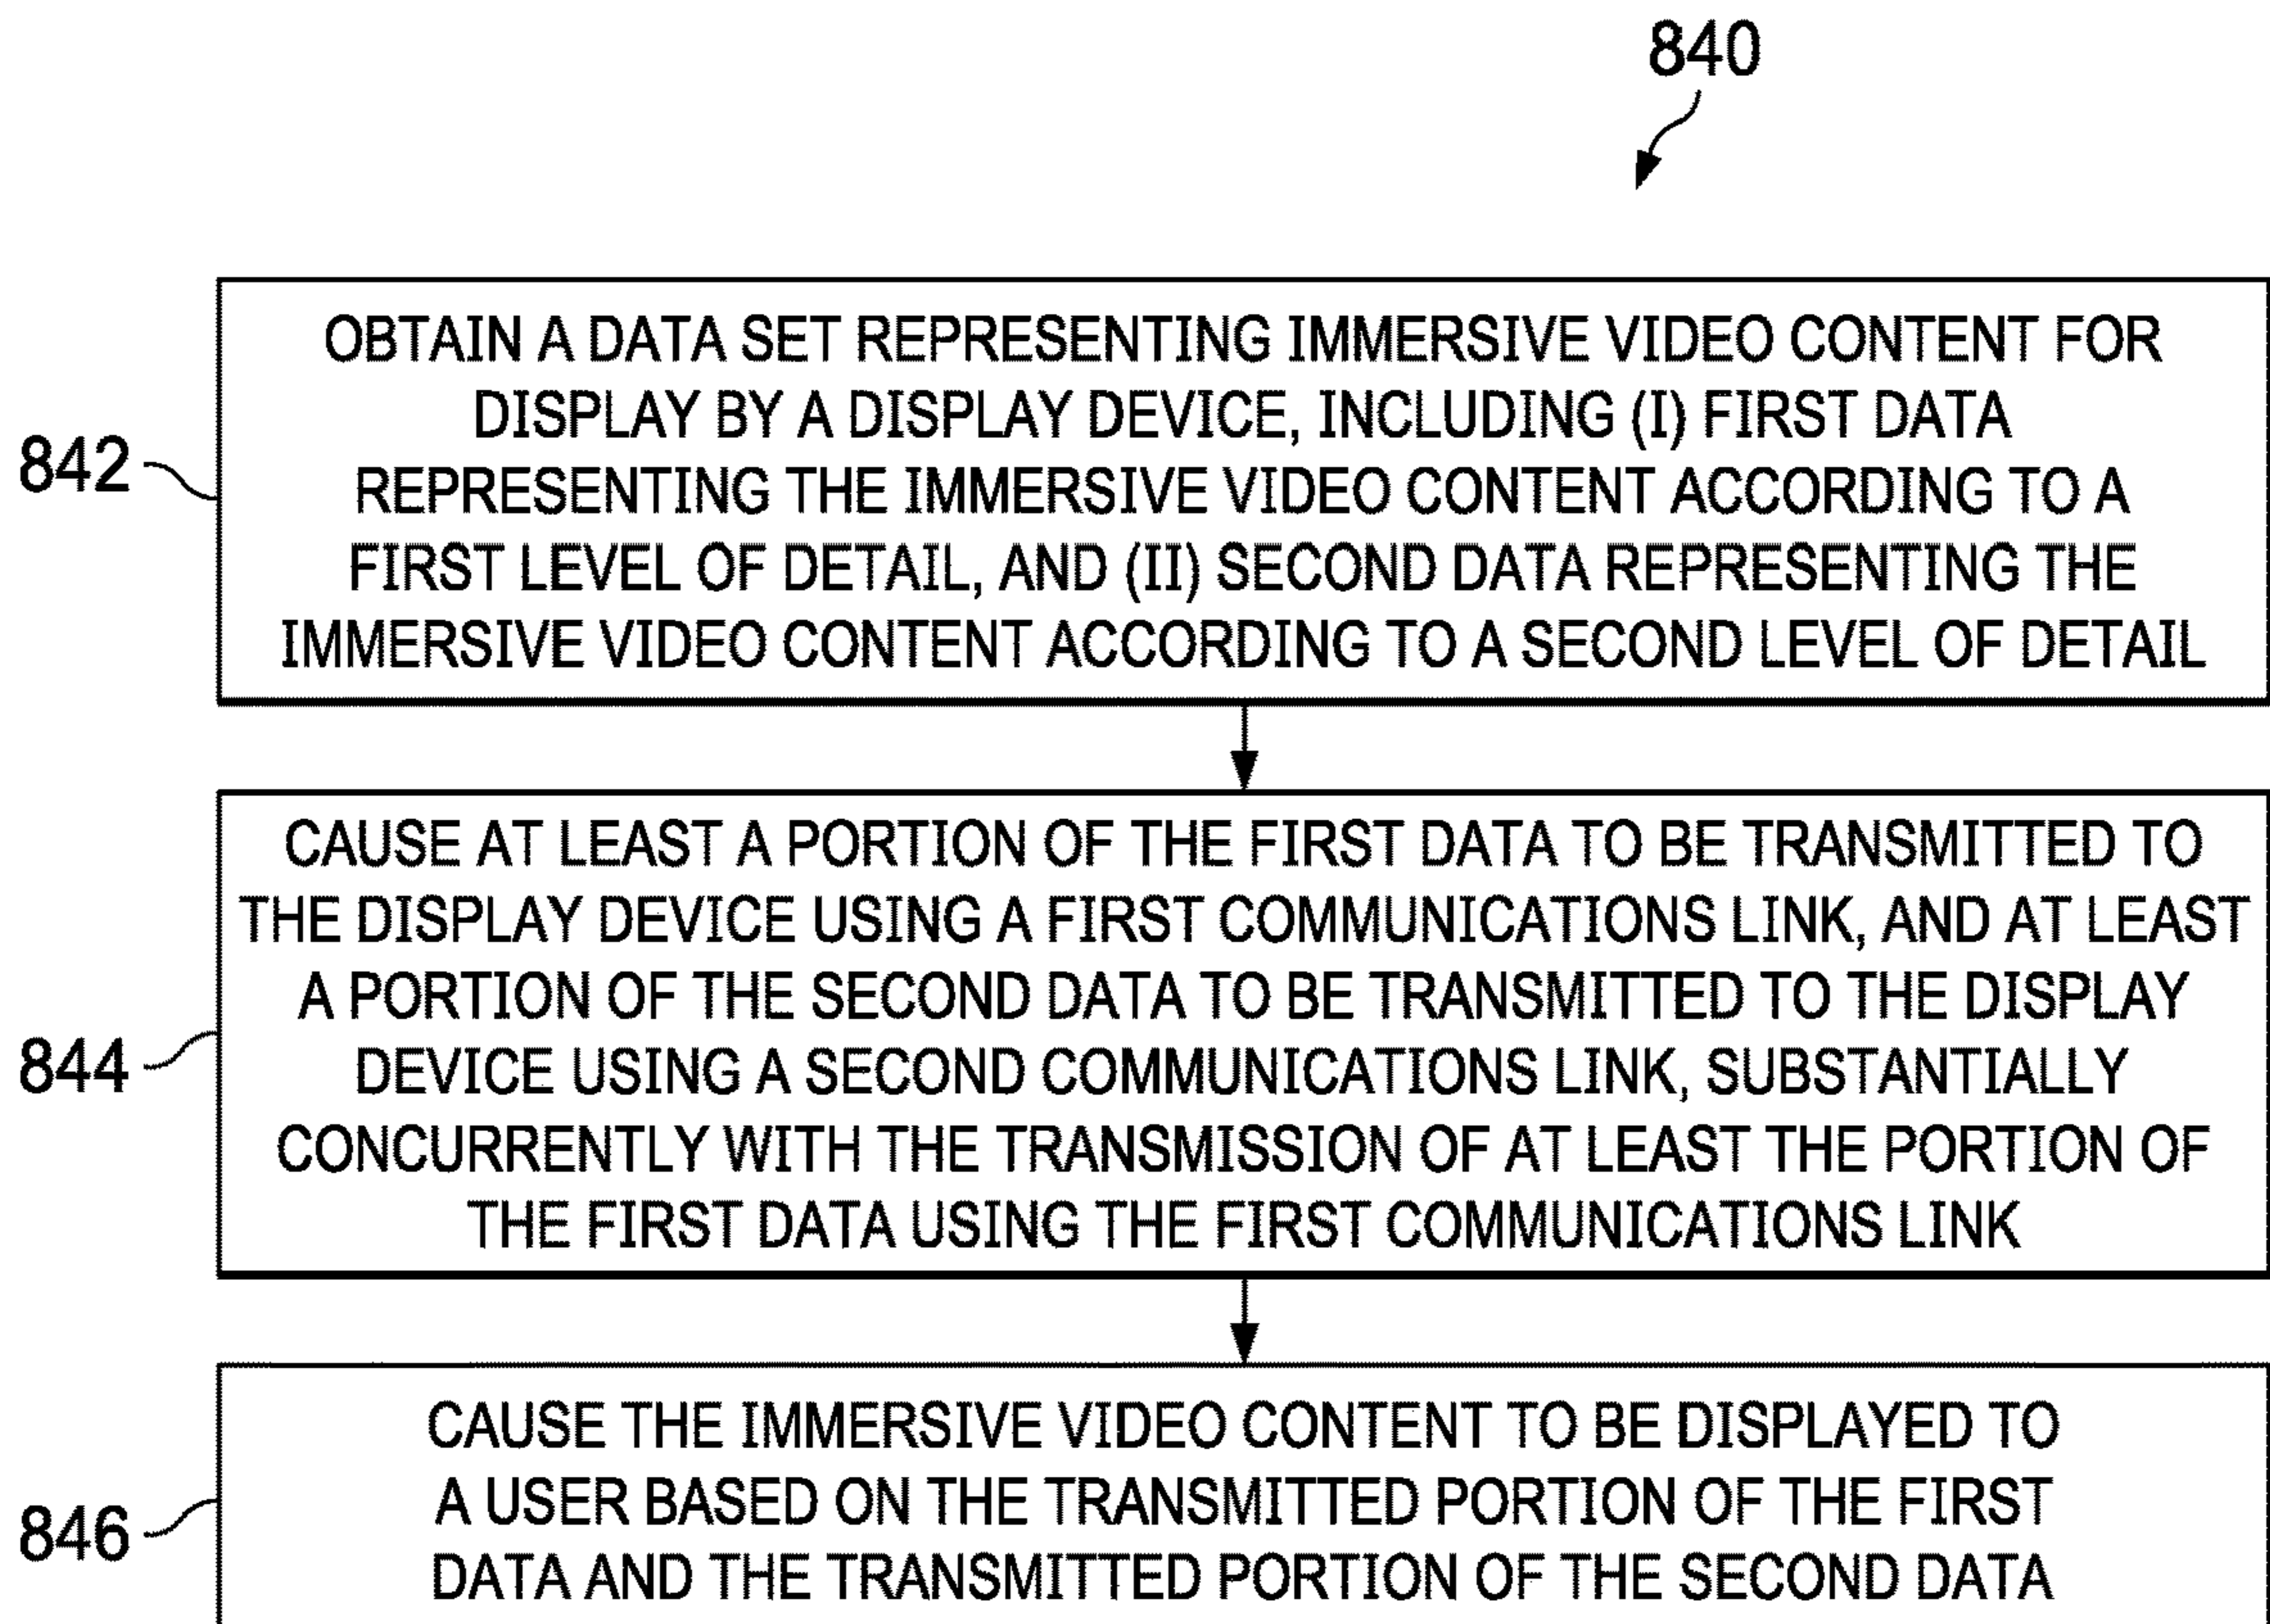 840
OBTAIN A DATA SET REPRESENTING IMMERSIVE VIDEO CONTENT FOR
DISPLAY BY A DISPLAY DEVICE, INCLUDING (I) FIRST DATA
842
REPRESENTING THE IMMERSIVE VIDEO CONTENT ACCORDING TO A
FIRST LEVEL OF DETAIL, AND (II) SECOND DATA REPRESENTING THE
IMMERSIVE VIDEO CONTENT ACCORDING TO A SECOND LEVEL OF DETAIL
CAUSE AT LEAST A PORTION OF THE FIRST DATA TO BE TRANSMITTED TO
THE DISPLAY DEVICE USING A FIRST COMMUNICATIONS LINK, AND AT LEAST
A PORTION OF THE SECOND DATA TO BE TRANSMITTED TO THE DISPLAY
844
DEVICE USING A SECOND COMMUNICATIONS LINK, SUBSTANTIALLY
CONCURRENTLY WITH THE TRANSMISSION OF AT LEAST THE PORTION OF
THE FIRST DATA USING THE FIRST COMMUNICATIONS LINK
CAUSE THE IMMERSIVE VIDEO CONTENT TO BE DISPLAYED TO
A USER BASED ON THE TRANSMITTED PORTION OF THE FIRST
846
DATA AND THE TRANSMITTED PORTION OF THE SECOND DATA